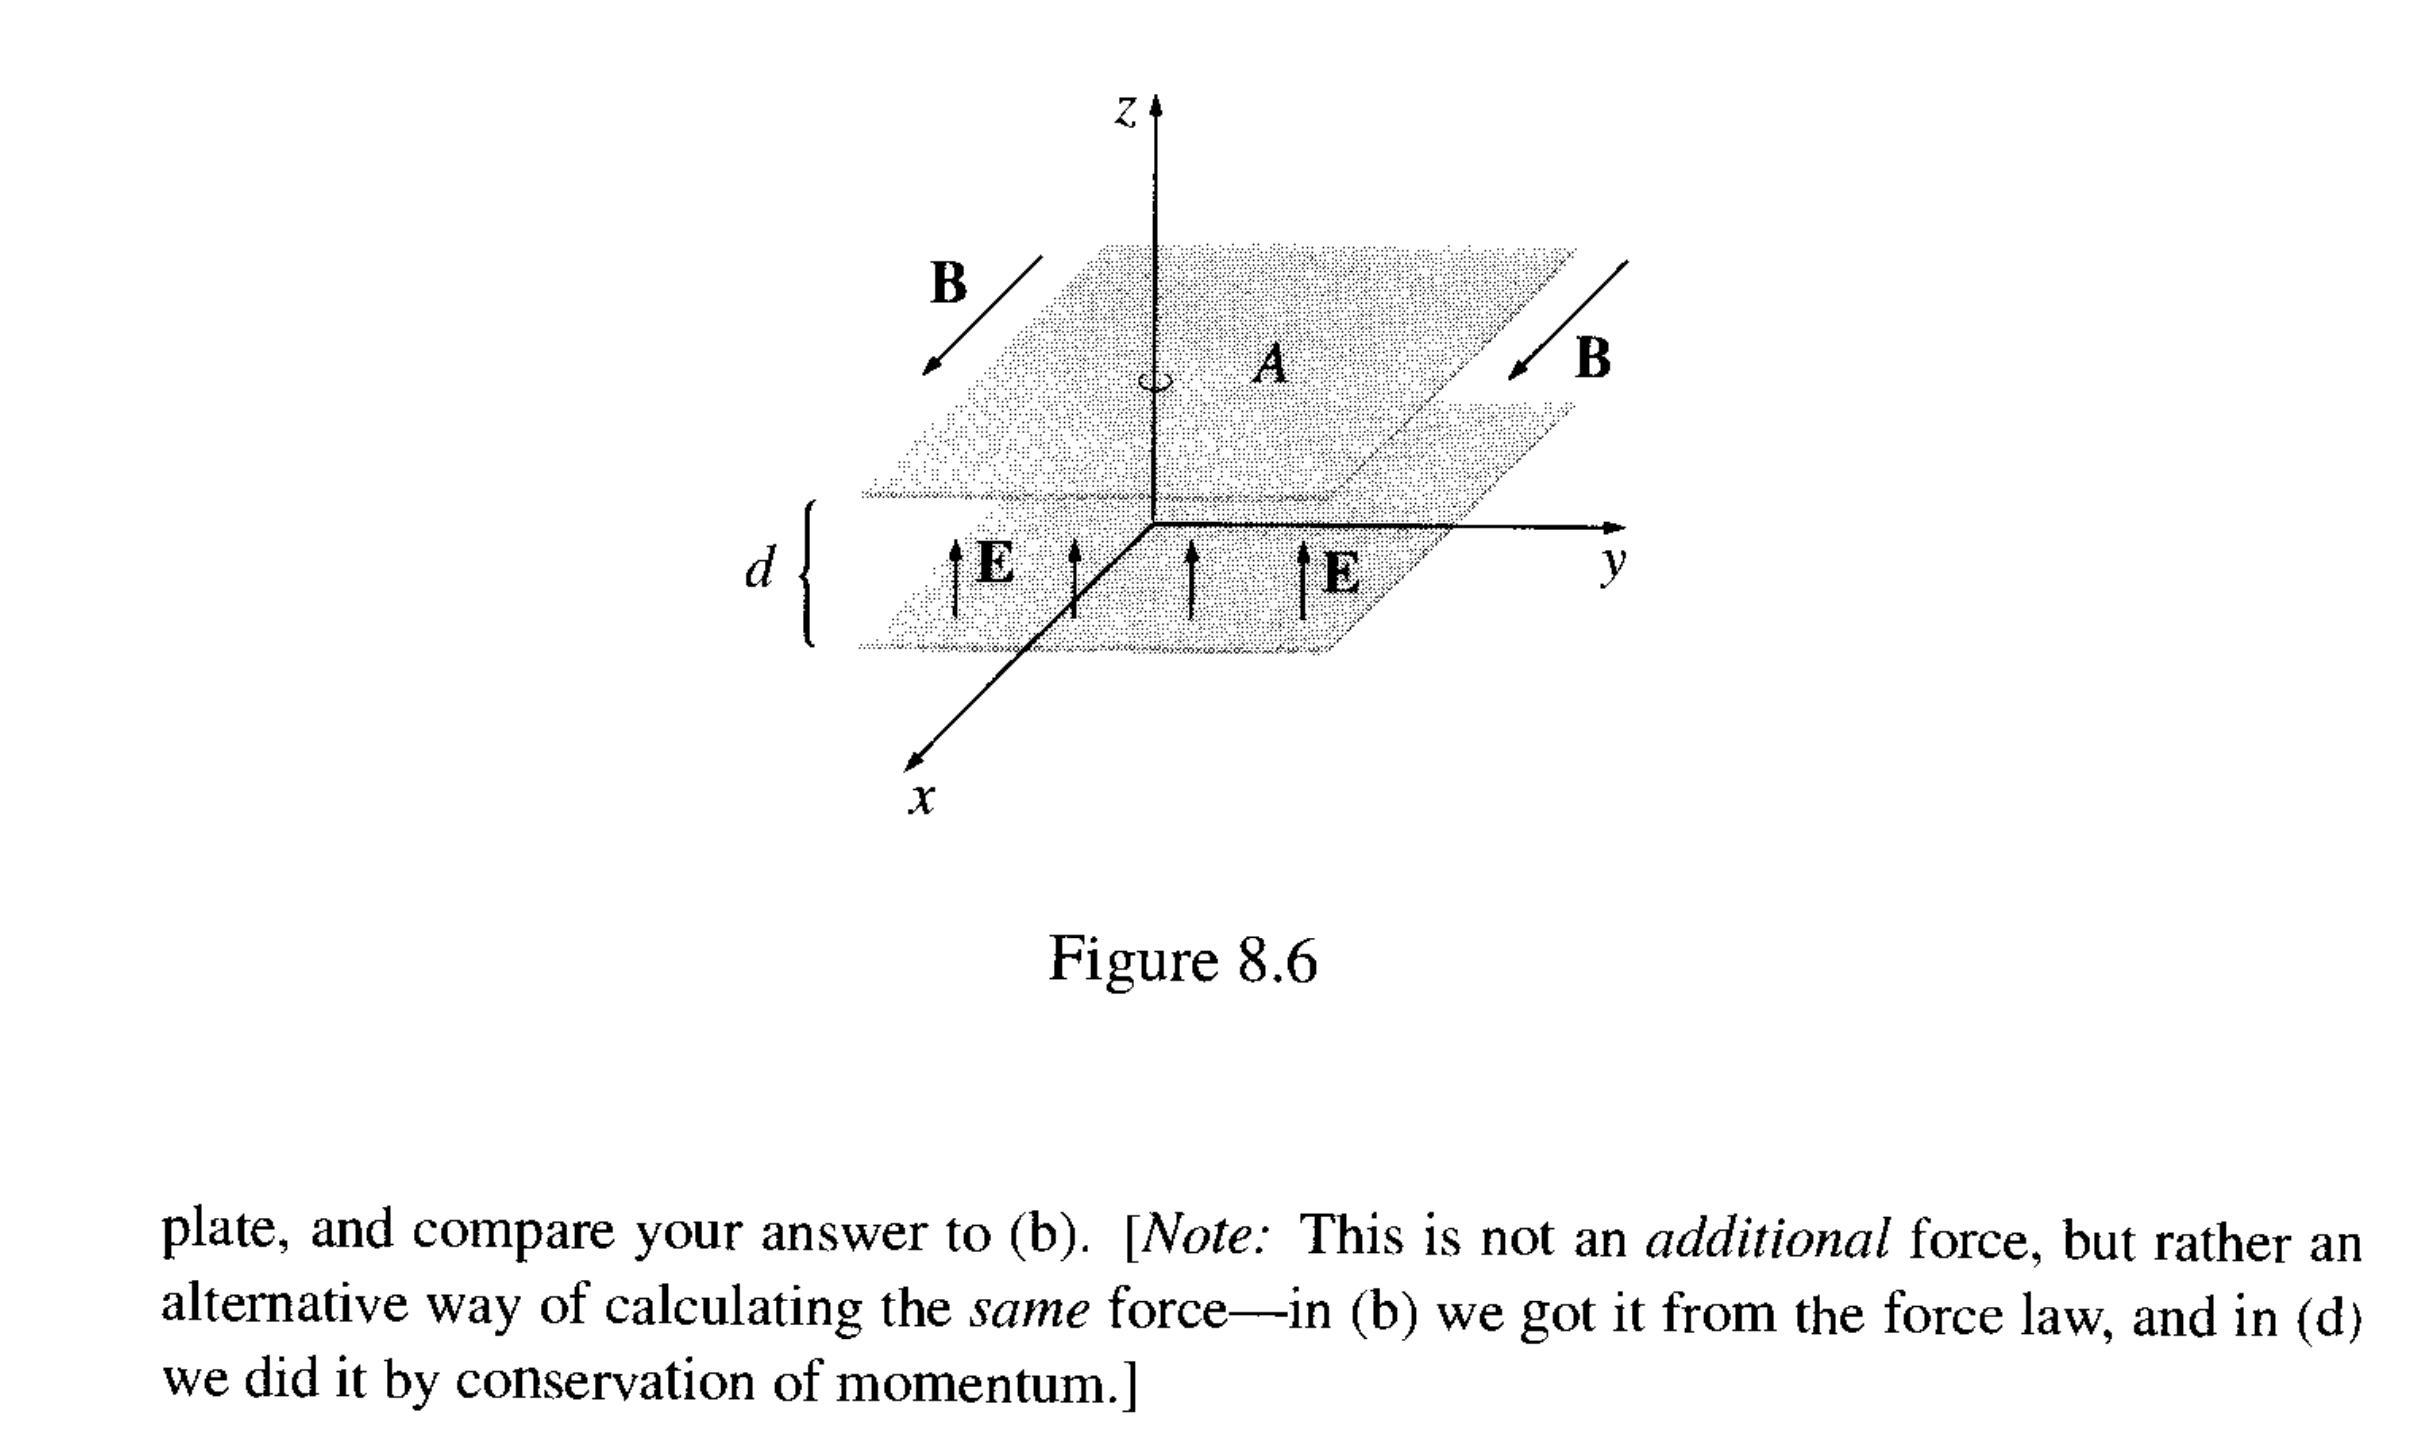 z
B
A
B
d
E
E
y
x
Figure 8.6
plate, and compare your answer to (b). [Note: This is not an additional force, but rather an
alternative way of calculating the same force—in (b) we got it from the force law, and in (d)
we did it by conservation of momentum.]